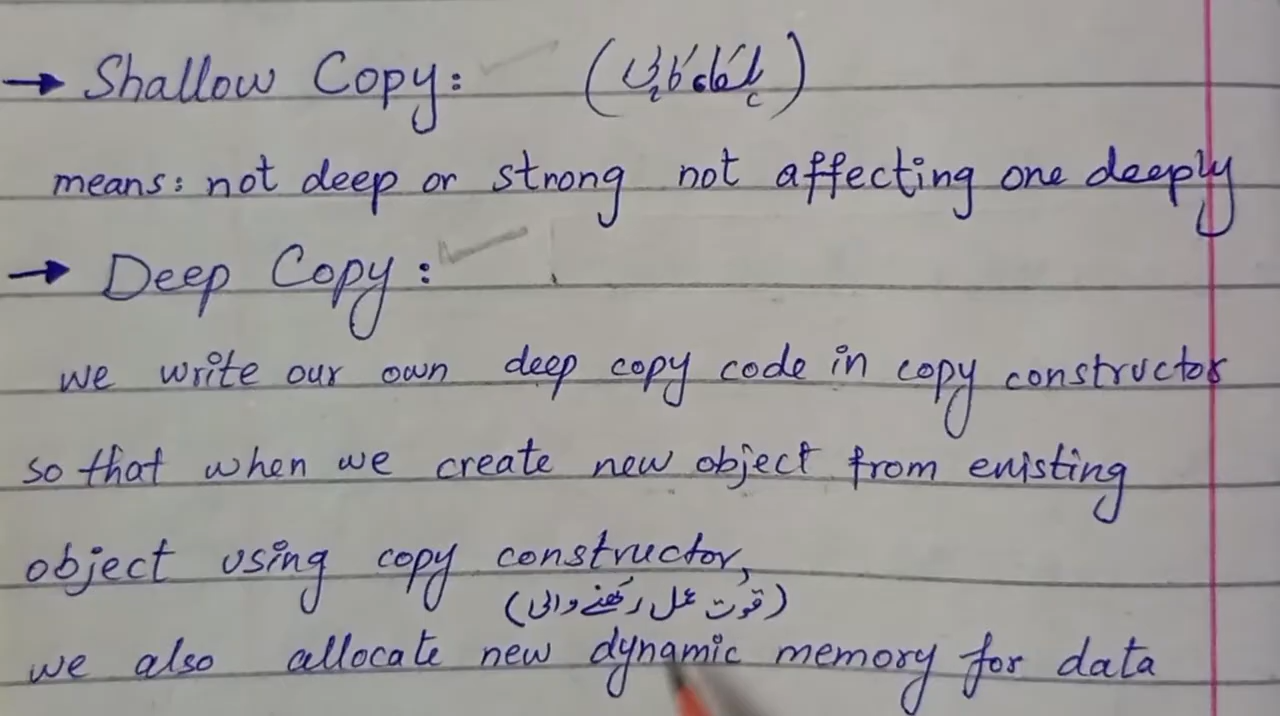 → Shallow Copy:
means: not deep or strong not affecting one deeply
→ Deep Copy:
we write our own deep copy code in copy constructor
so that when we create new object from existing
object using copy constructor,
(قوت عمل رکھنے والی)
we also allocate new dynamic memory for data